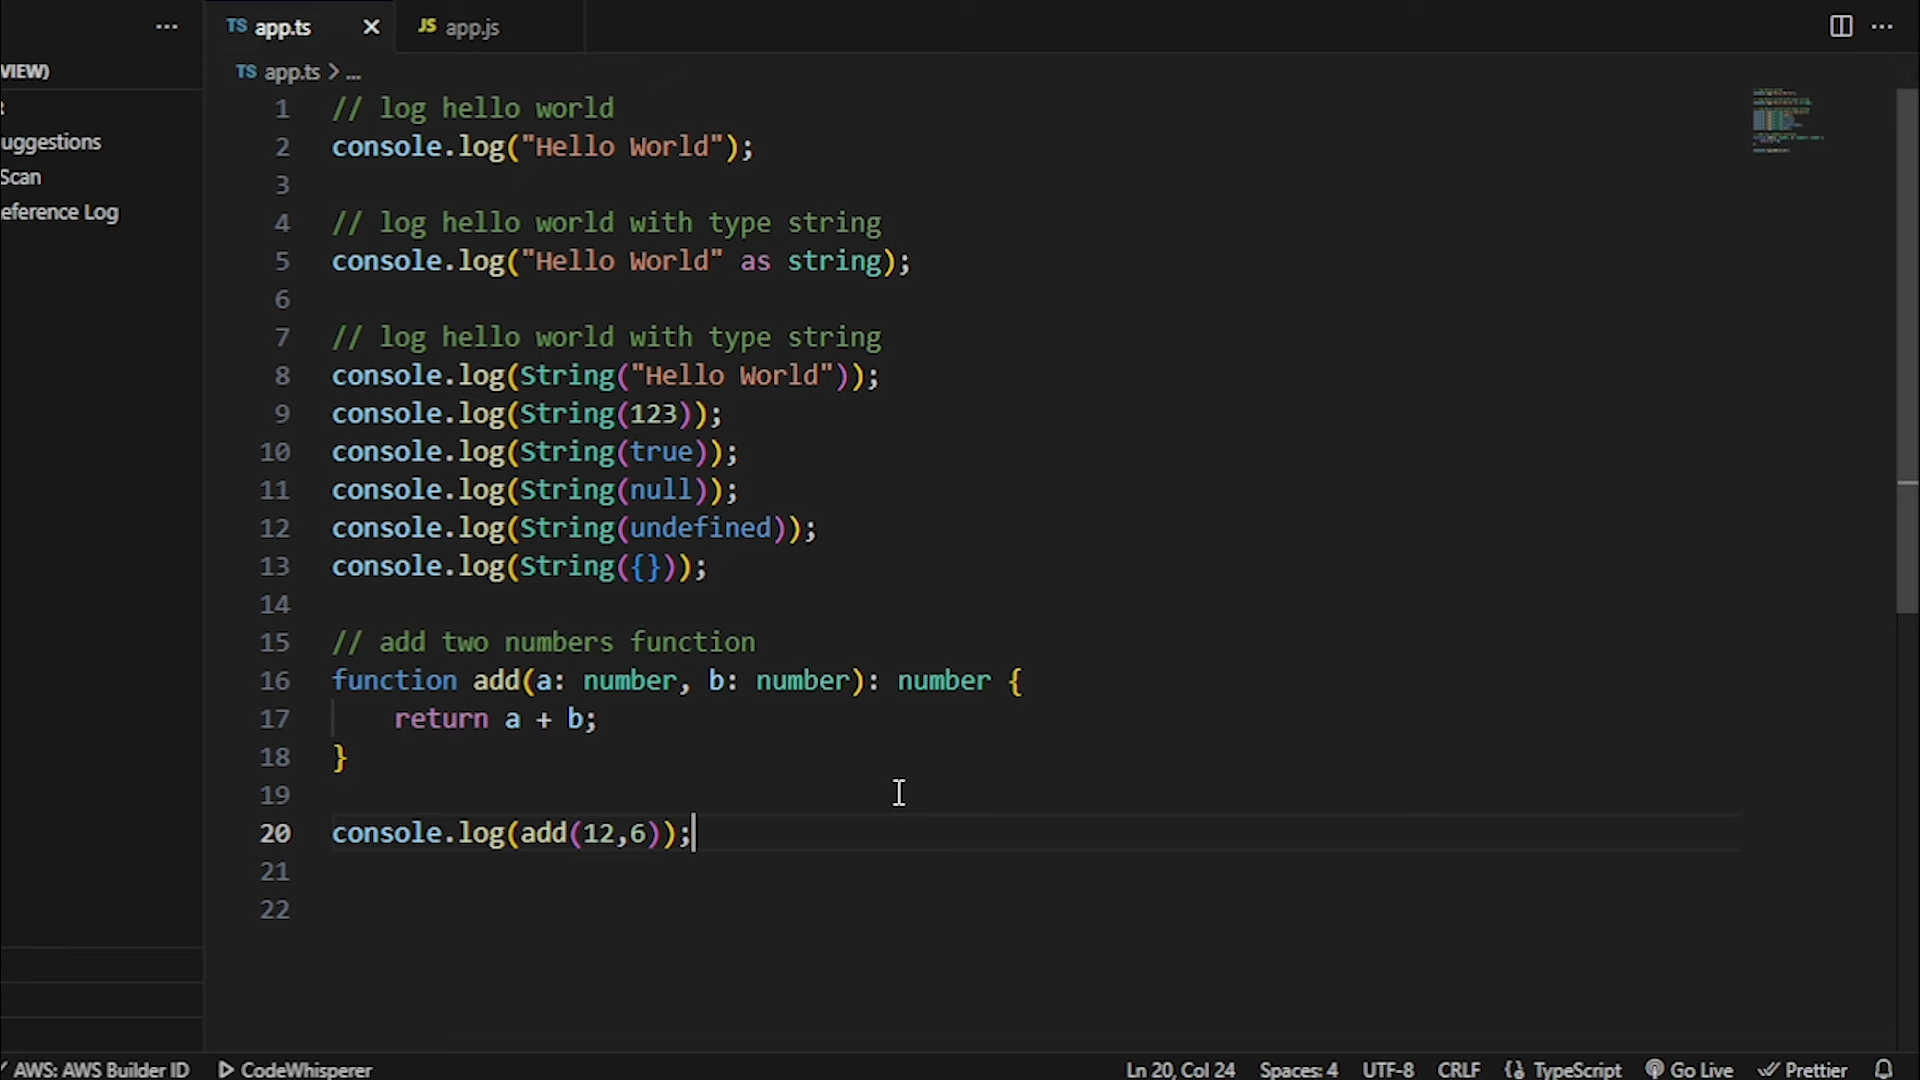 TS app.ts
JS app.js
VIEW)
TS app.ts > ...
uggestions
Scan
eference Log
1 // log hello world
2 console.log("Hello World");
3
4 // log hello world with type string
5 console.log("Hello World" as string);
6
7 // log hello world with type string
8 console.log(String("Hello World"));
9 console.log(String(123));
10 console.log(String(true));
11 console.log(String(null));
12 console.log(String(undefined));
13 console.log(String({}));
14
15 // add two numbers function
16 function add(a: number, b: number): number {
17 return a + b;
18 }
19
20 console.log(add(12,6));
21
22
AWS: AWS Builder ID CodeWhisperer Ln 20, Col 24 Spaces: 4 UTF-8 CRLF {} TypeScript Go Live Prettier